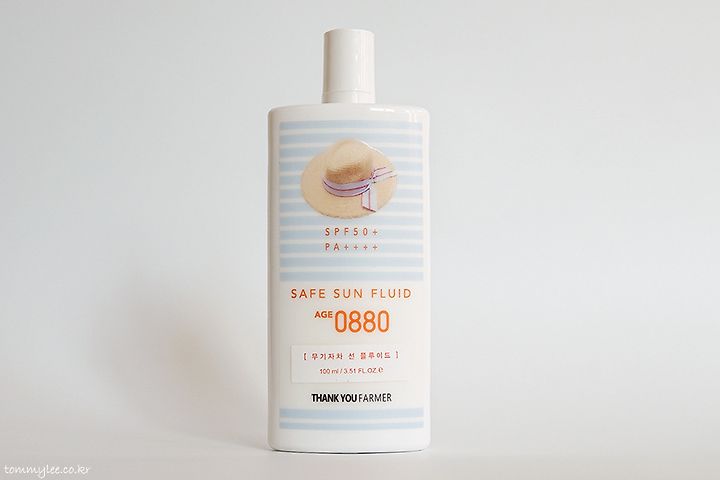 SPF50+
PA++++
SAFE SUN FLUID
AGE 0880
[ 무기자차 선 플루이드 ]
100 ml / 3.51 FL.OZ.e
THANK YOU FARMER
tommylee.co.kr